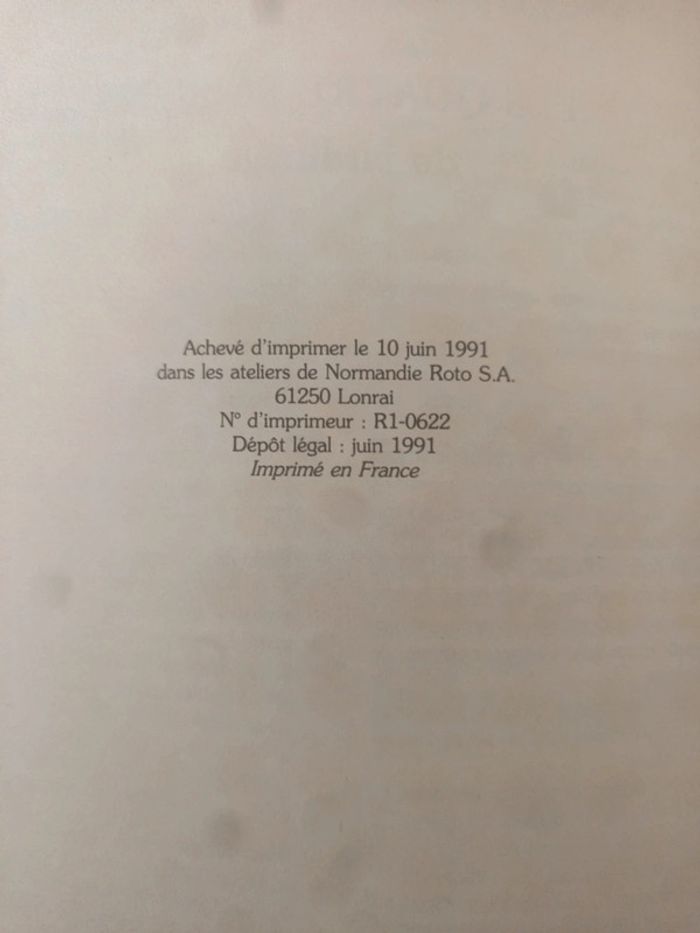 Achevé d'imprimer le 10 juin 1991
dans les ateliers de Normandie Roto S.A.
61250 Lonrai
N° d'imprimeur : R1-0622
Dépôt légal : juin 1991
Imprimé en France